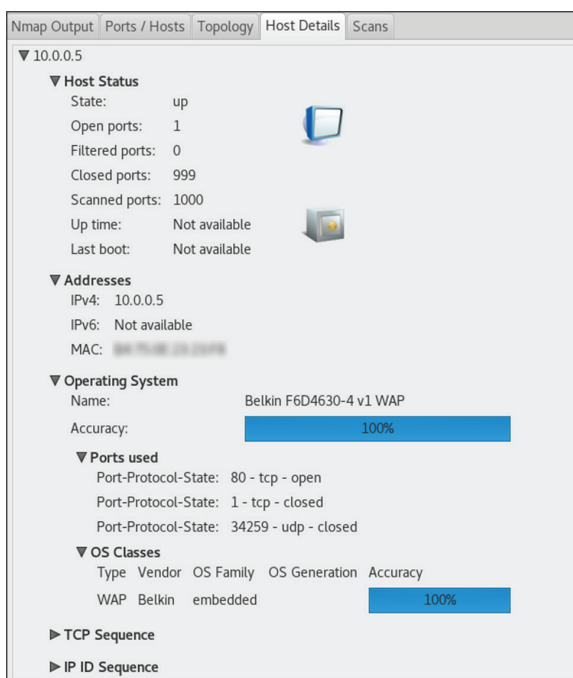 Nmap Output Ports / Hosts Topology Host Details Scans
10.0.0.5
Host Status
State: up
Open ports: 1
Filtered ports: 0
Closed ports: 999
Scanned ports: 1000
Up time: Not available
Last boot: Not available
Addresses
IPv4: 10.0.0.5
IPv6: Not available
MAC:
Operating System
Name: Belkin F6D4630-4 v1 WAP
Accuracy: 100%
Ports used
Port-Protocol-State: 80 - tcp - open
Port-Protocol-State: 1 - tcp - closed
Port-Protocol-State: 34259 - udp - closed
OS Classes
Type Vendor OS Family OS Generation Accuracy
WAP Belkin embedded 100%
TCP Sequence
IP ID Sequence